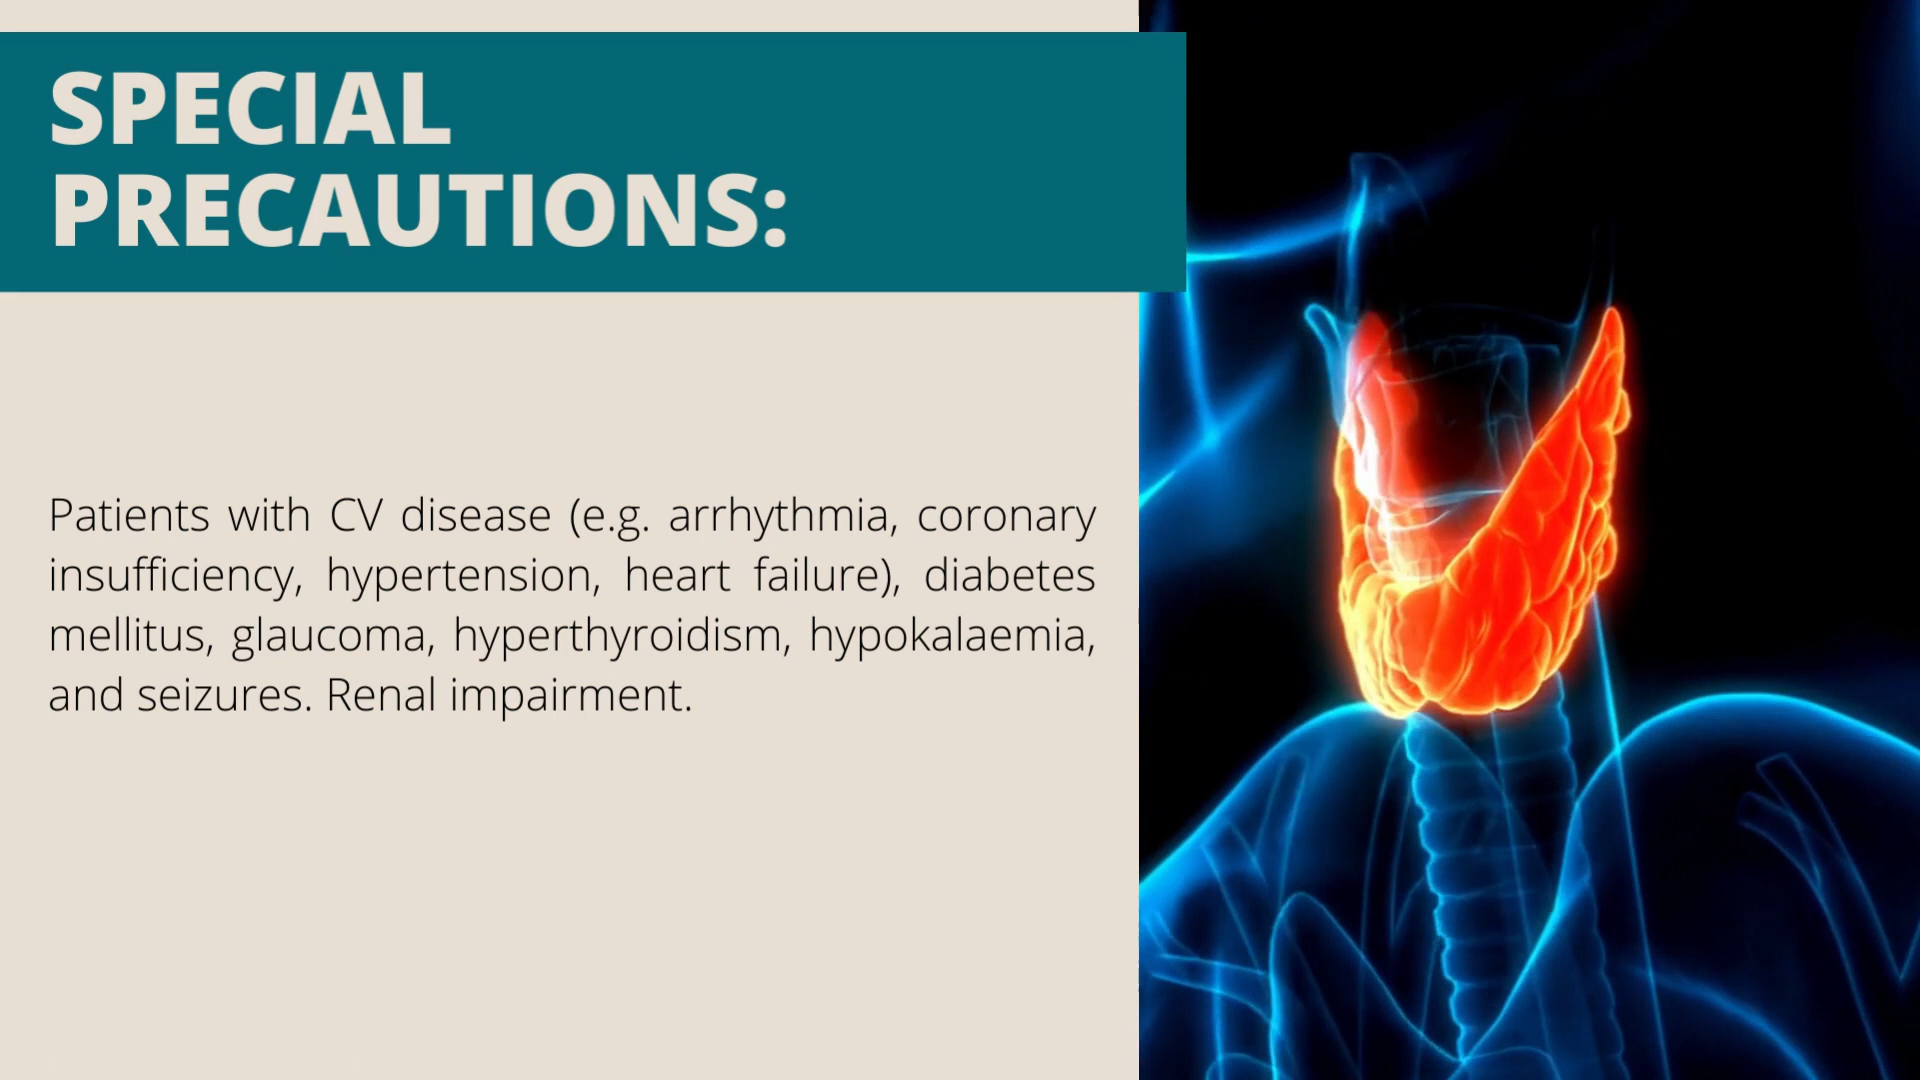 SPECIAL
PRECAUTIONS:
Patients with CV disease (e.g. arrhythmia, coronary
insufficiency, hypertension, heart failure), diabetes
mellitus, glaucoma, hyperthyroidism, hypokalaemia,
and seizures. Renal impairment.